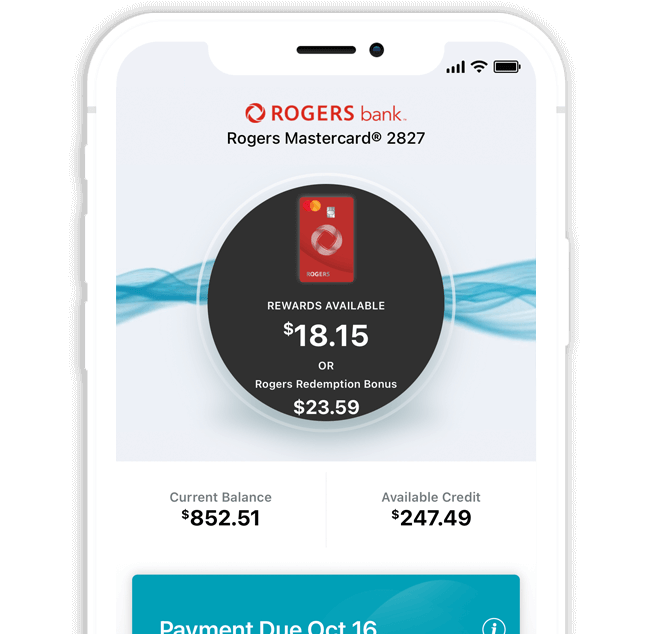 ROGERS bank™
Rogers Mastercard® 2827
ROGERS
REWARDS AVAILABLE
$18.15
OR
Rogers Redemption Bonus
$23.59
Current Balance
$852.51
Available Credit
$247.49
Payment Due Oct 16